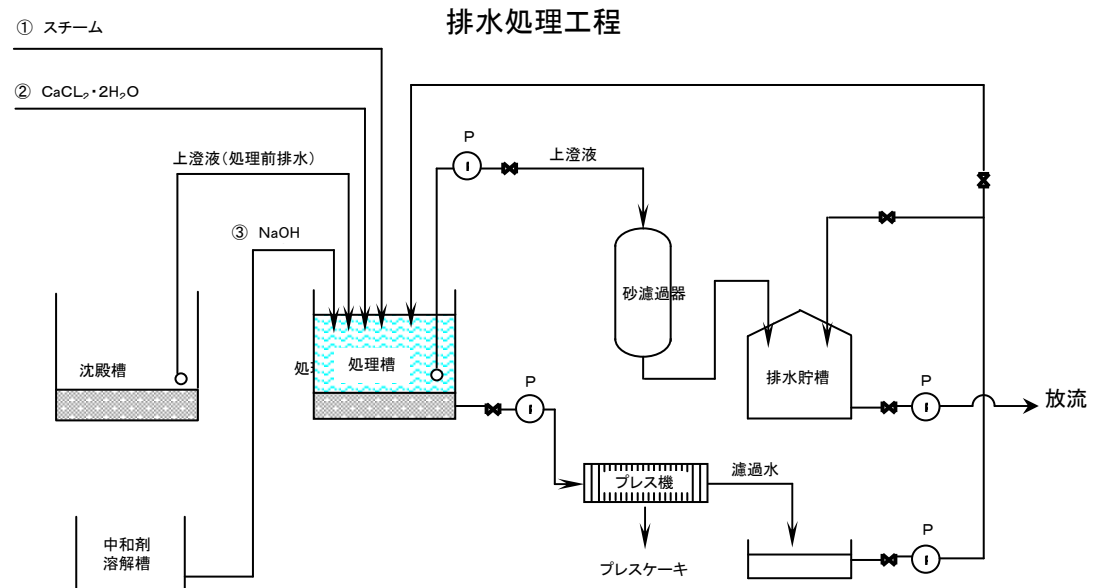 排水処理工程
① スチーム
② CaCL₂・2H₂O
上澄液(処理前排水)
③ NaOH
P
上澄液
砂濾過器
沈殿槽
処理槽
排水貯槽
P
P
放流
プレス機
濾過水
プレスケーキ
P
中和剤
溶解槽